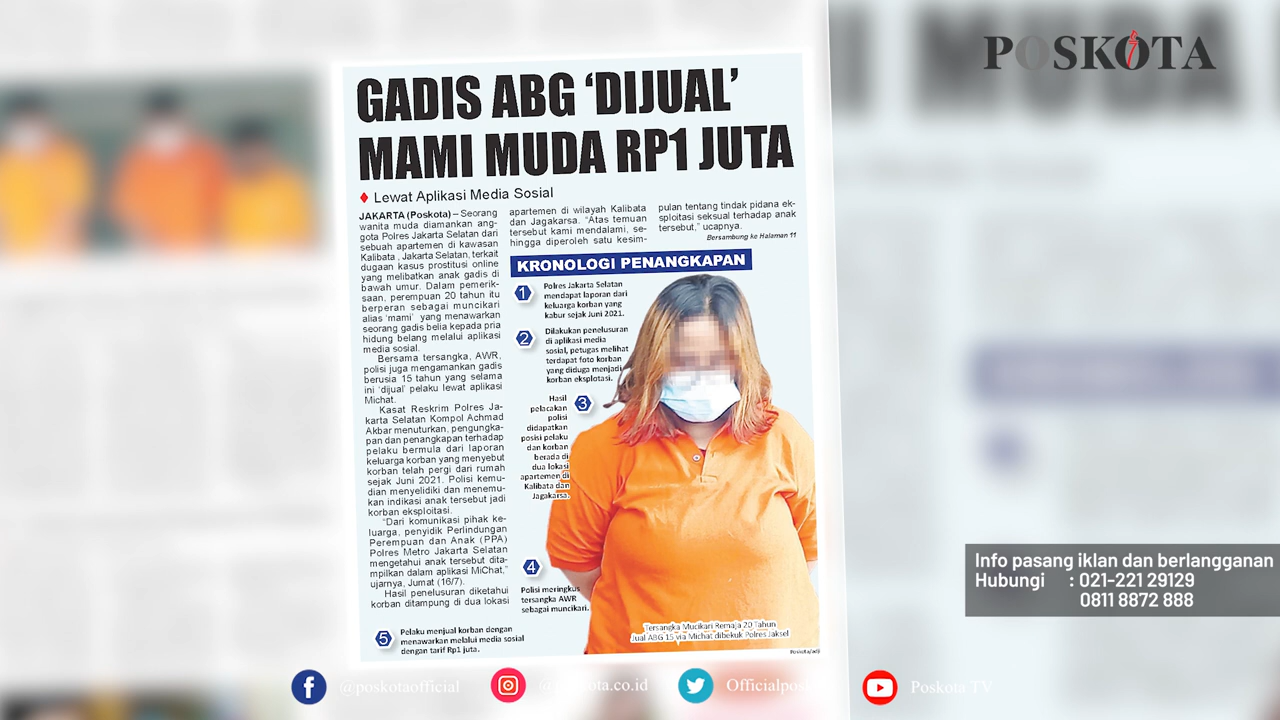 POSKOTA
GADIS ABG ‘DIJUAL’
MAMI MUDA RP1 JUTA
Lewat Aplikasi Media Sosial
JAKARTA (Poskota) – Seorang
wanita muda diamankan ang-
gota Polres Jakarta Selatan dari
sebuah apartemen di kawasan
Kalibata , Jakarta Selatan, terkait
dugaan kasus prostitusi online
yang melibatkan anak gadis di
bawah umur. Dalam pemerik-
saan, perempuan 20 tahun itu
berperan sebagai muncikari
alias ‘mami’ yang menawarkan
seorang gadis belia kepada pria
hidung belang melalui aplikasi
media sosial.
Bersama tersangka, AWR,
polisi juga mengamankan gadis
berusia 15 tahun yang selama
ini ‘dijual’ pelaku lewat aplikasi
Michat.
Kasat Reskrim Polres Ja-
karta Selatan Kompol Achmad
Akbar menuturkan, pengungka-
pan dan penangkapan terhadap
pelaku bermula dari laporan
keluarga korban yang menyebut
korban telah pergi dari rumah
sejak Juni 2021. Polisi kemu-
dian menyelidiki dan menemu-
kan indikasi anak tersebut jadi
korban eksploitasi.
“Dari komunikasi pihak ke-
luarga, penyidik Perlindungan
Perempuan dan Anak (PPA)
Polres Metro Jakarta Selatan
mengetahui anak tersebut dita-
mpilkan dalam aplikasi MiChat,”
ujarnya, Jumat (16/7).
Hasil penelusuran diketahui
korban ditampung di dua lokasi
apartemen di wilayah Kalibata
dan Jagakarsa. “Atas temuan
tersebut kami mendalami, se-
hingga diperoleh satu kesim-
pulan tentang tindak pidana ek-
sploitasi seksual terhadap anak
tersebut,” ucapnya.
Bersambung ke Halaman 11
KRONOLOGI PENANGKAPAN
1
Polres Jakarta Selatan
mendapat laporan dari
keluarga korban yang
kabur sejak Juni 2021.
2
Dilakukan penelusuran
di aplikasi media
sosial, petugas melihat
terdapat foto korban
yang diduga menjadi
korban eksplotasi.
3
Hasil
pelacakan
polisi
didapatkan
posisi pelaku
dan korban
berada di
dua lokasi
apartemen di
Kalibata dan
Jagakarsa.
4
Polisi meringkus
tersangka AWR
sebagai muncikari.
5
Pelaku menjual korban dengan
menawarkan melalui media sosial
dengan tarif Rp1 juta.
Tersangka Mucikari Remaja 20 Tahun
Jual ABG 15 via Michat dibekuk Polres Jaksel
Poskota/adji
Info pasang iklan dan berlangganan
Hubungi : 021-221 29129
0811 8872 888
@poskotaofficial
@poskota.co.id
Officialpos
Poskota TV